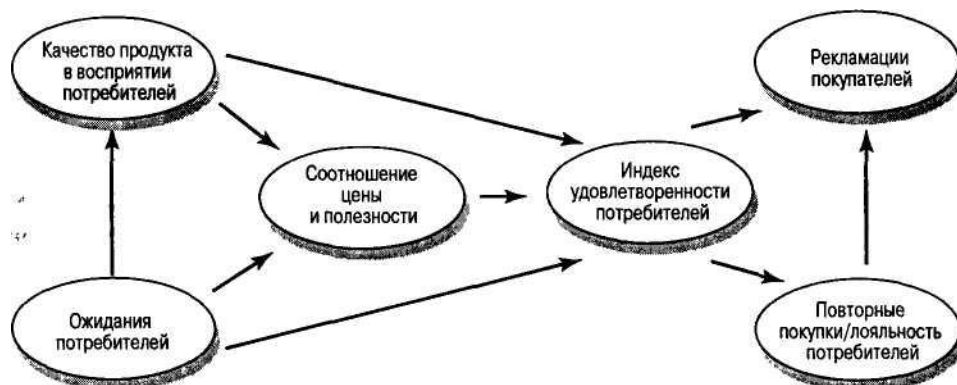 Качество продукта
в восприятии
потребителей
Рекламации
покупателей
Соотношение
цены
и полезности
Индекс
удовлетворенности
потребителей
Ожидания
потребителей
Повторные
покупки/лояльность
потребителей